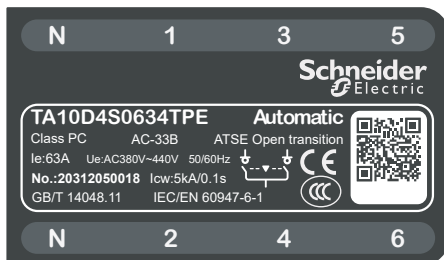 N 1 3 5
Schneider
Electric
TA10D4S0634TPE Automatic
Class PC AC-33B ATSE Open transition
Ie:63A Ue:AC380V~440V 50/60Hz
No.:20312050018 Icw:5kA/0.1s
GB/T 14048.11 IEC/EN 60947-6-1
CE
CCC
N 2 4 6